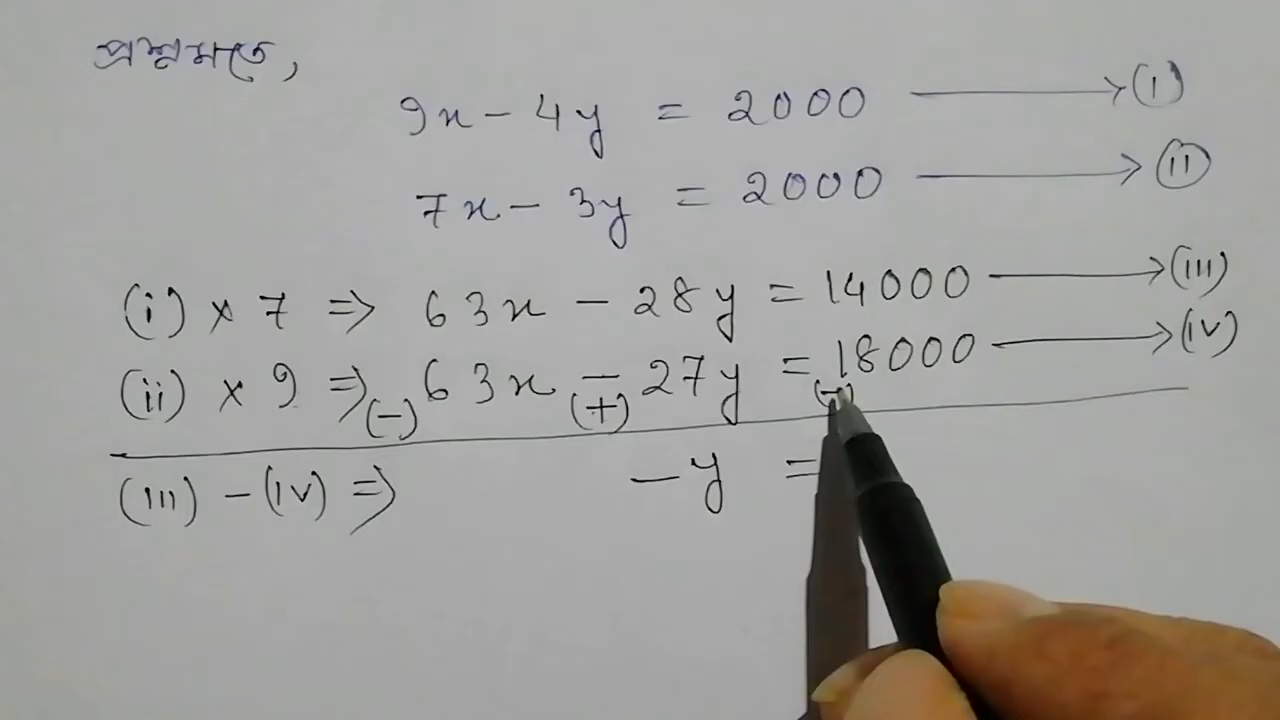 প্রশ্নমতে,
9x - 4y = 2000 ⟶ (i)
7x - 3y = 2000 ⟶ (ii)
(i) × 7 ⇒ 63x - 28y = 14000 ⟶ (iii)
(ii) × 9 ⇒ 63x - 27y = 18000 ⟶ (iv)
(-) (+) (-)
(iii) - (iv) ⇒ -y =